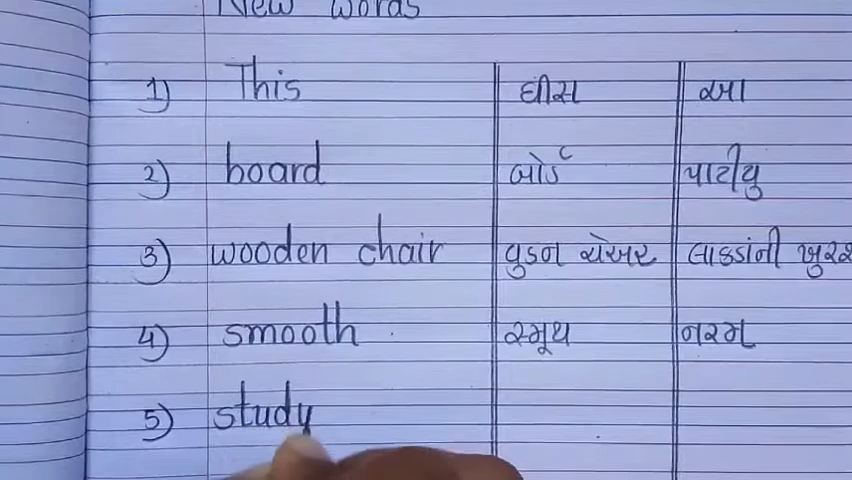 New words
1) This ધીસ આ
2) board બોર્ડ પાટીયુ
3) wooden chair વુડન ચેઅર લાકડાંની
4) smooth સ્મૂથ નરમ
5) study